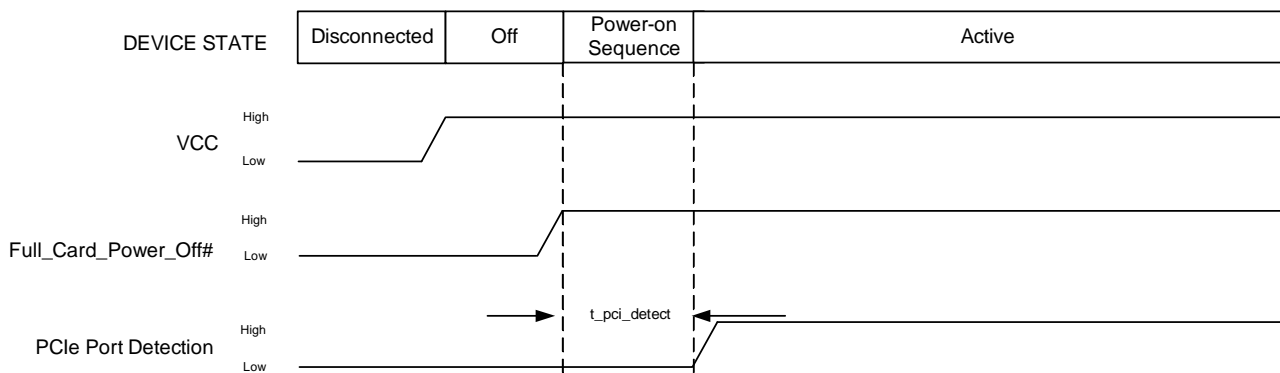 DEVICE STATE Disconnected Off Power-on Sequence Active
High
VCC
Low
High
Full_Card_Power_Off# Low
t_pci_detect
High
PCIe Port Detection
Low